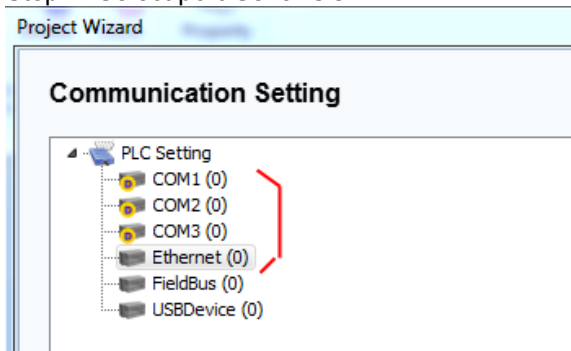 Project Wizard
Communication Setting
PLC Setting
COM1 (0)
COM2 (0)
COM3 (0)
Ethernet (0)
FieldBus (0)
USBDevice (0)